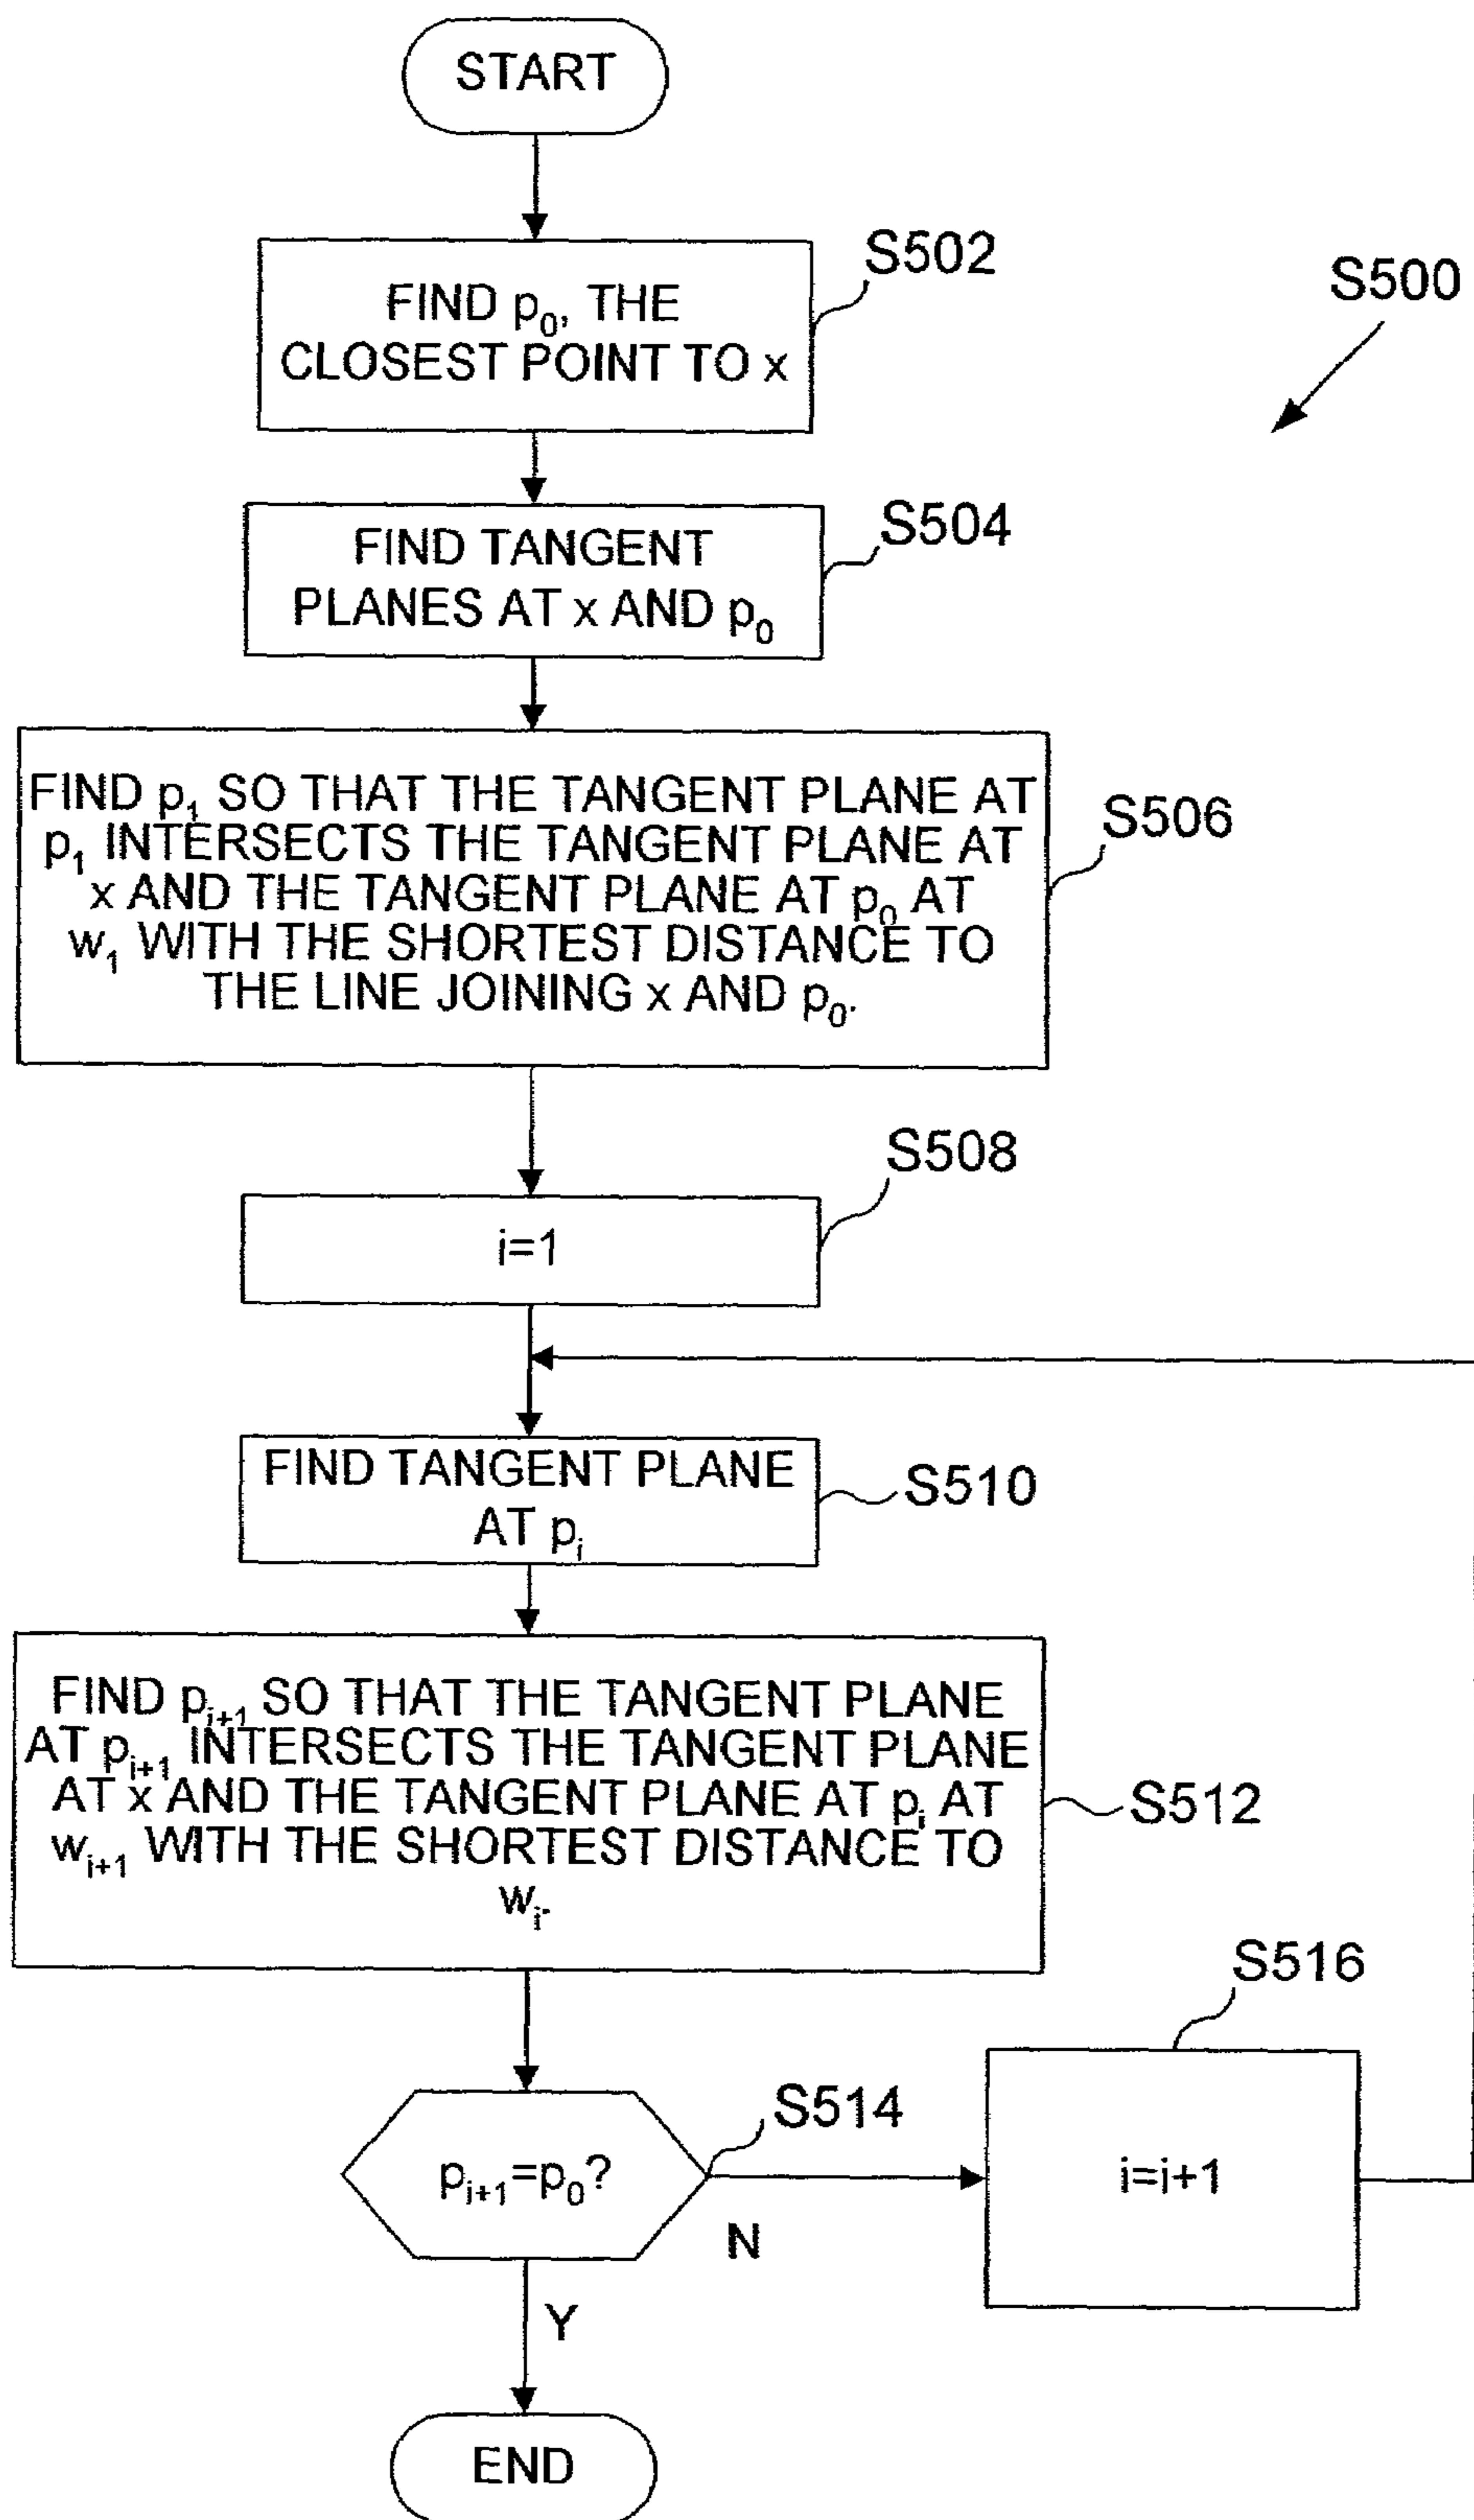 START
S502
S500
FIND p₀, THE
CLOSEST POINT TO x
S504
FIND TANGENT
PLANES AT x AND p₀
FIND p₁ SO THAT THE TANGENT PLANE AT
p₁ INTERSECTS THE TANGENT PLANE AT
x AND THE TANGENT PLANE AT p₀ AT
w₁ WITH THE SHORTEST DISTANCE TO
THE LINE JOINING x AND p₀.
S506
S508
i=1
FIND TANGENT PLANE
AT pᵢ
S510
FIND pᵢ₊₁ SO THAT THE TANGENT PLANE
AT pᵢ₊₁ INTERSECTS THE TANGENT PLANE
AT x AND THE TANGENT PLANE AT pᵢ AT
wᵢ₊₁ WITH THE SHORTEST DISTANCE TO
wᵢ.
S512
S516
S514
pᵢ₊₁=p₀?
i=i+1
N
Y
END